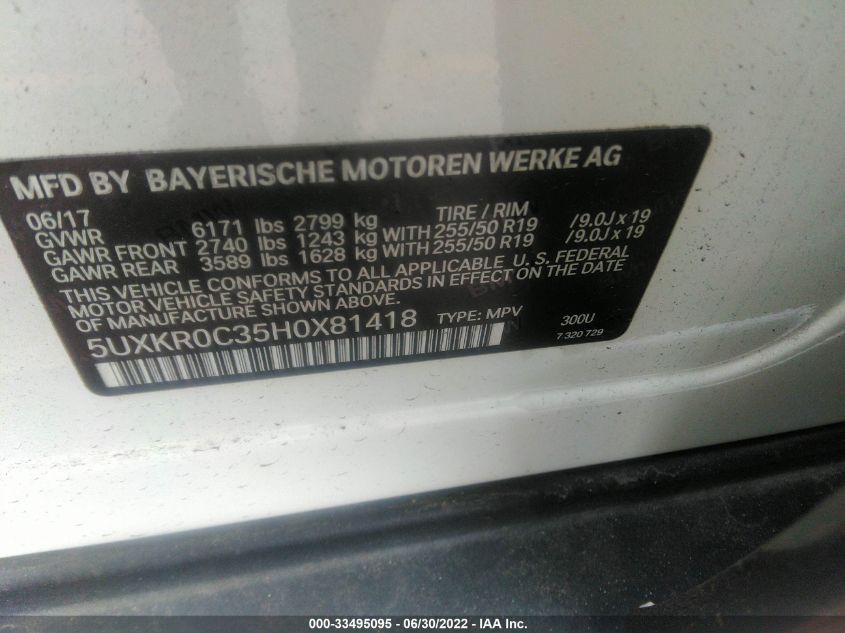 MFD BY BAYERISCHE MOTOREN WERKE AG
06/17 TIRE / RIM
GVWR 6171 lbs 2799 kg
GAWR FRONT 2740 lbs 1243 kg WITH 255/50 R19 /9.0J x 19
GAWR REAR 3589 lbs 1628 kg WITH 255/50 R19 /9.0J x 19
THIS VEHICLE CONFORMS TO ALL APPLICABLE U. S. FEDERAL
MOTOR VEHICLE SAFETY STANDARDS IN EFFECT ON THE DATE
OF MANUFACTURE SHOWN ABOVE.
5UXKR0C35H0X81418 TYPE: MPV 300U
7 320 729
000-33495095 - 06/30/2022 - IAA Inc.